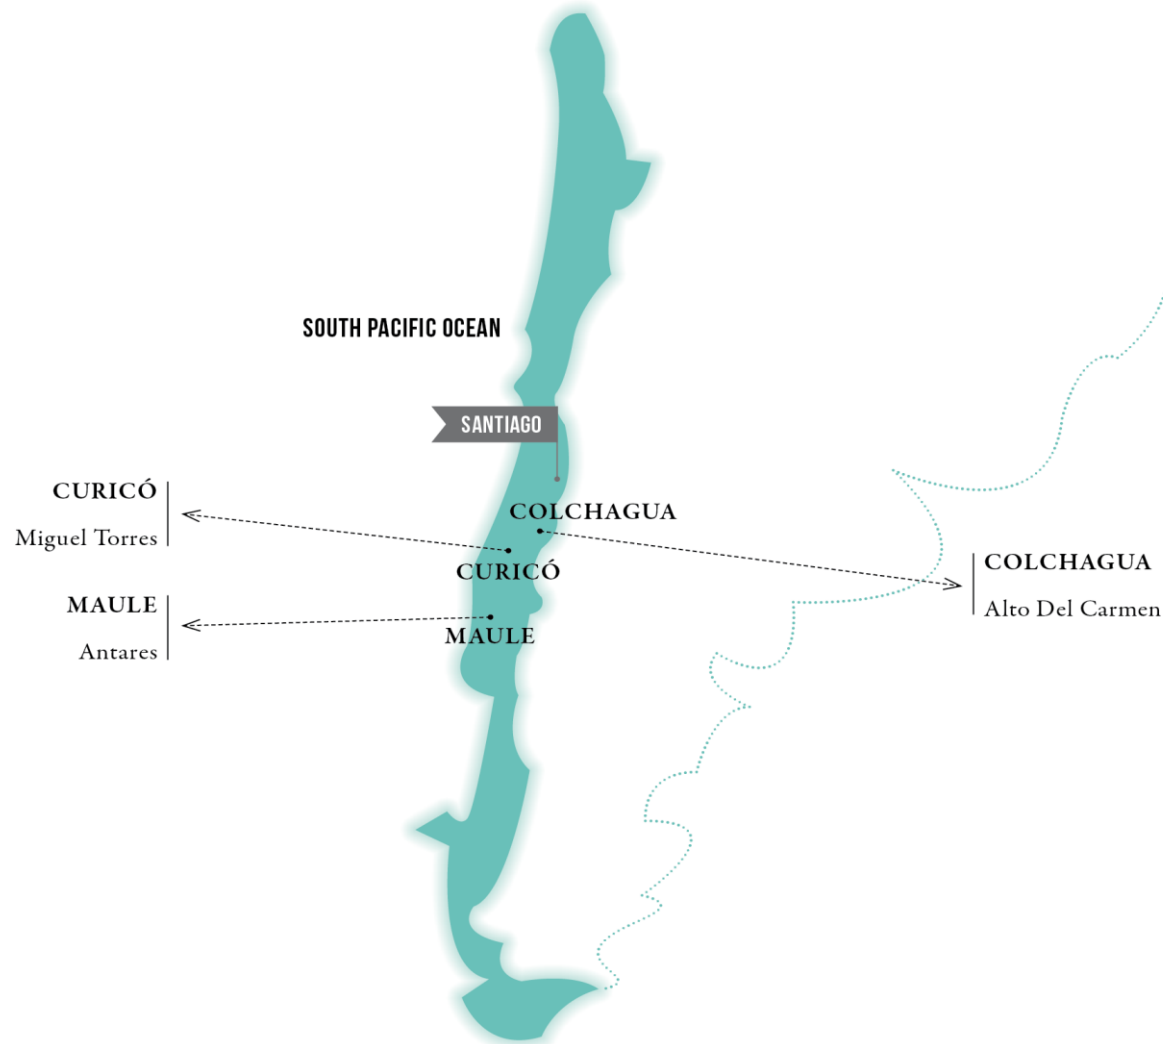 SOUTH PACIFIC OCEAN
SANTIAGO
CURICÓ
Miguel Torres
COLCHAGUA
CURICÓ
COLCHAGUA
Alto Del Carmen
MAULE
Antares
MAULE